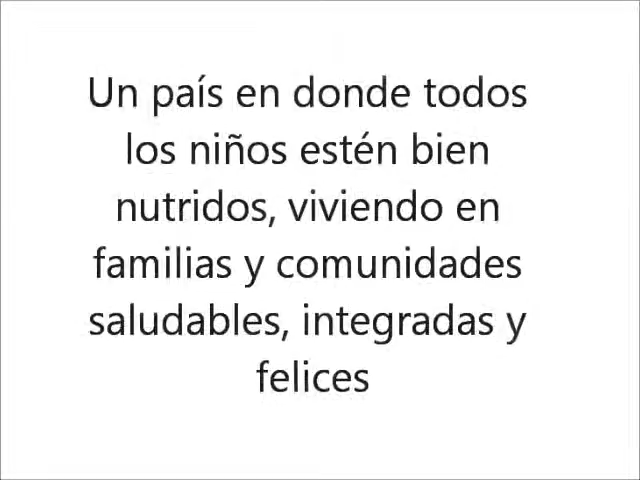 Un país en donde todos
los niños estén bien
nutridos, viviendo en
familias y comunidades
saludables, integradas y
felices